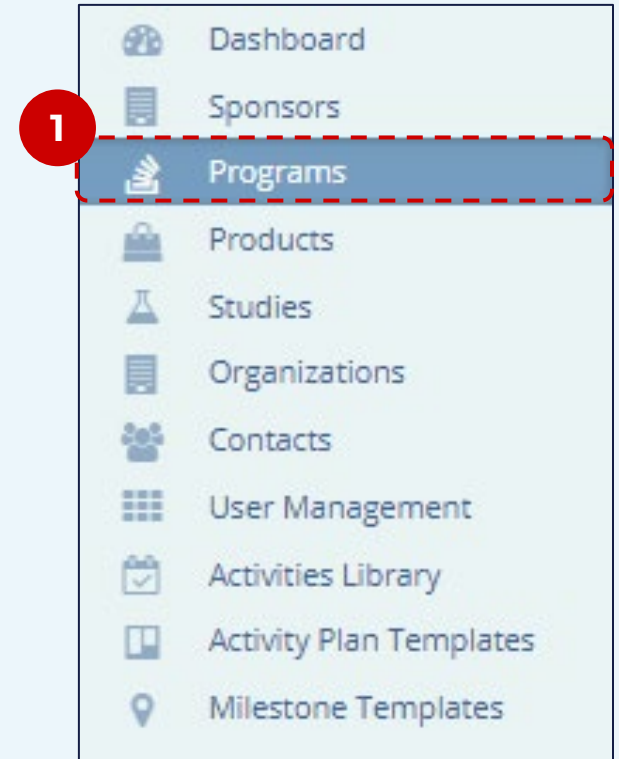 Dashboard
Sponsors
1
Programs
Products
Studies
Organizations
Contacts
User Management
Activities Library
Activity Plan Templates
Milestone Templates